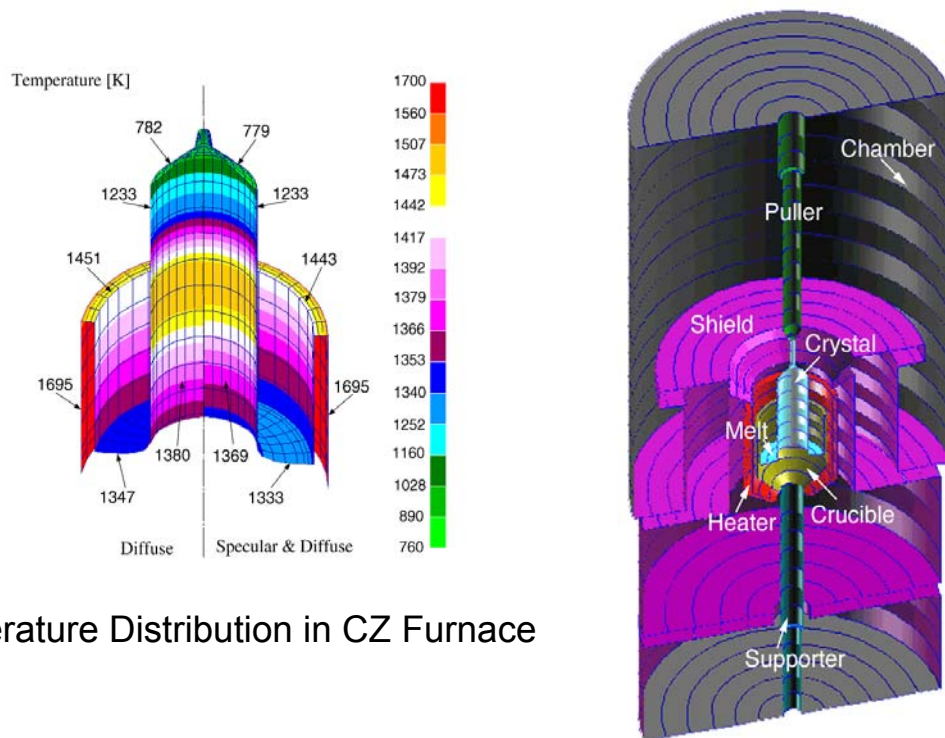 Temperature [K]
782
779
1233
1233
1451
1443
1695
1695
1380
1369
1347
1333
Diffuse
Specular & Diffuse
1700
1560
1507
1473
1442
1417
1392
1379
1366
1353
1340
1252
1160
1028
890
760
erature Distribution in CZ Furnace
Chamber
Puller
Shield
Crystal
Melt
Heater
Crucible
Supporter